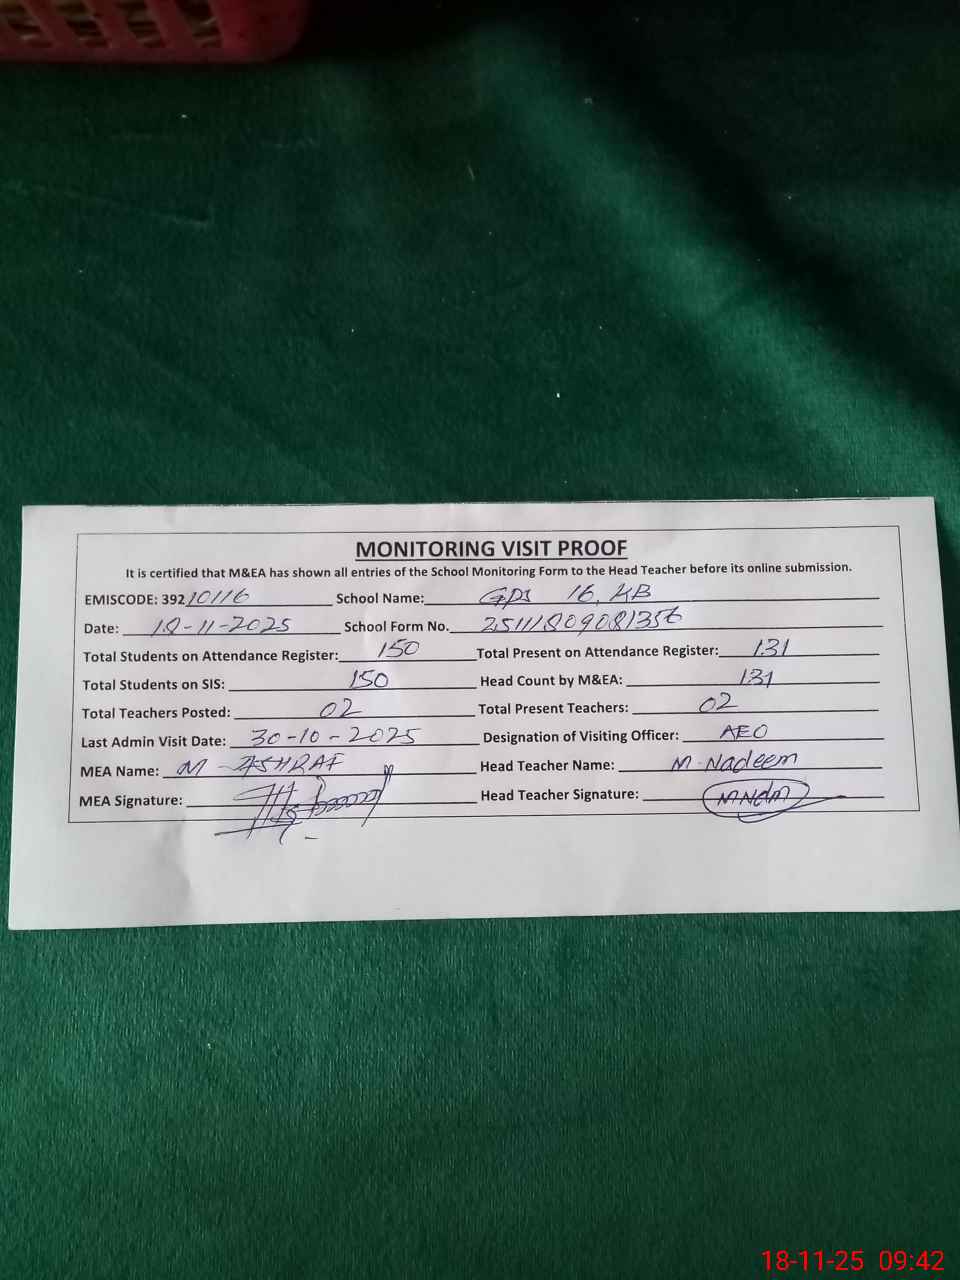 MONITORING VISIT PROOF
It is certified that M&EA has shown all entries of the School Monitoring Form to the Head Teacher before its online submission.
EMISCODE: 39210116 School Name: GPS 16, KB
Date: 18-11-2025 School Form No. 25111809081356
Total Students on Attendance Register: 150 Total Present on Attendance Register: 131
Total Students on SIS: 150 Head Count by M&EA: 131
Total Teachers Posted: 02 Total Present Teachers: 02
Last Admin Visit Date: 30-10-2025 Designation of Visiting Officer: AEO
MEA Name: M ASHRAF Head Teacher Name: M. Nadeem
MEA Signature: Head Teacher Signature:
18-11-25 09:42